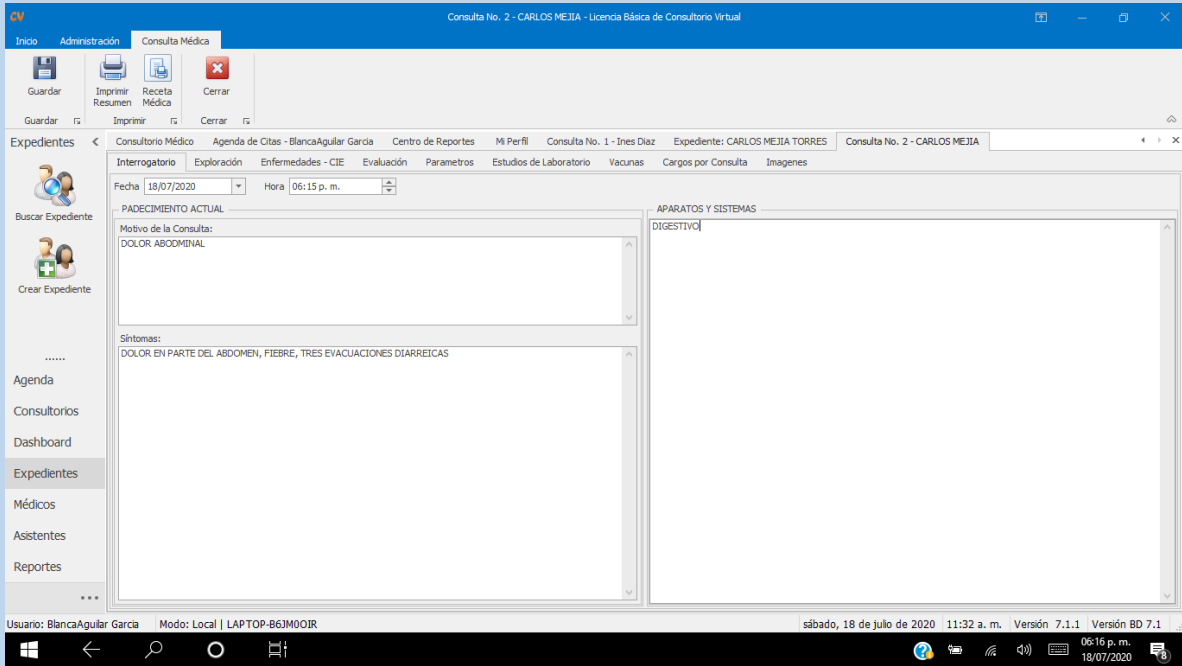 CV
Consulta No. 2 - CARLOS MEJIA - Licencia Básica de Consultorio Virtual
Inicio Administración Consulta Médica
Guardar Imprimir Resumen Receta Médica Cerrar
Guardar Imprimir Cerrar
Expedientes
Consultorio Médico Agenda de Citas - BlancaAguilar Garcia Centro de Reportes Mi Perfil Consulta No. 1 - Ines Diaz Expediente: CARLOS MEJIA TORRES Consulta No. 2 - CARLOS MEJIA
Interrogatorio Exploración Enfermedades - CIE Evaluación Parametros Estudios de Laboratorio Vacunas Cargos por Consulta Imagenes
Fecha 18/07/2020 Hora 06:15 p. m.
PADECIMIENTO ACTUAL
Motivo de la Consulta:
DOLOR ABODMINAL
Síntomas:
DOLOR EN PARTE DEL ABDOMEN, FIEBRE, TRES EVACUACIONES DIARREICAS
APARATOS Y SISTEMAS
DIGESTIVO
Buscar Expediente
Crear Expediente
Agenda
Consultorios
Dashboard
Expedientes
Médicos
Asistentes
Reportes
Usuario: BlancaAguilar Garcia Modo: Local | LAPTOP-B6JM0OIR sábado, 18 de julio de 2020 11:32 a. m. Versión 7.1.1 Versión BD 7.1
06:16 p. m.
18/07/2020
8